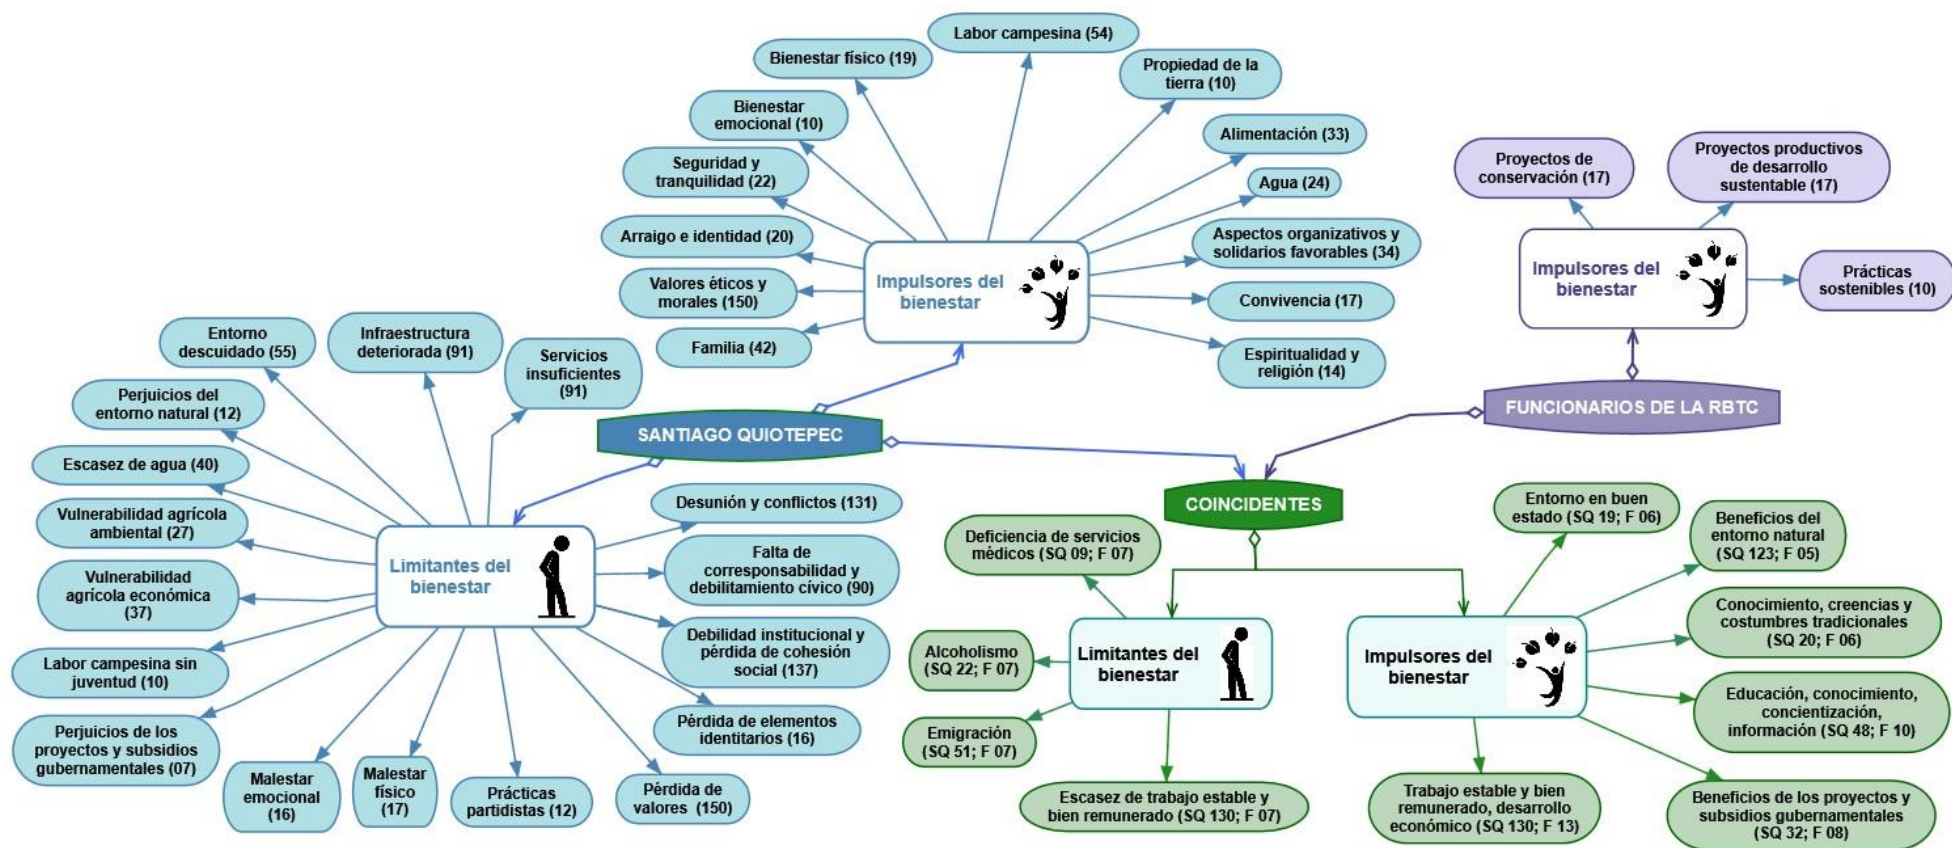 Labor campesina (54)
Bienestar físico (19)
Propiedad de la
tierra (10)
Bienestar
emocional (10)
Alimentación (33)
Seguridad y
tranquilidad (22)
Agua (24)
Arraigo e identidad (20)
Aspectos organizativos y
solidarios favorables (34)
Valores éticos y
morales (150)
Convivencia (17)
Familia (42)
Espiritualidad y
religión (14)
Impulsores del
bienestar
Proyectos de
conservación (17)
Proyectos productivos
de desarrollo
sustentable (17)
Impulsores del
bienestar
Prácticas
sostenibles (10)
FUNCIONARIOS DE LA RBTC
SANTIAGO QUIOTEPEC
COINCIDENTES
Entorno
descuidado (55)
Infraestructura
deteriorada (91)
Servicios
insuficientes
(91)
Perjuicios del
entorno natural (12)
Escasez de agua (40)
Vulnerabilidad agrícola
ambiental (27)
Vulnerabilidad
agrícola económica
(37)
Labor campesina sin
juventud (10)
Perjuicios de los
proyectos y subsidios
gubernamentales (07)
Malestar
emocional
(16)
Malestar
físico
(17)
Prácticas
partidistas (12)
Pérdida de
valores (150)
Limitantes del
bienestar
Desunión y conflictos (131)
Falta de
corresponsabilidad y
debilitamiento cívico (90)
Debilidad institucional y
pérdida de cohesión
social (137)
Pérdida de elementos
identitarios (16)
Deficiencia de servicios
médicos (SQ 09; F 07)
Alcoholismo
(SQ 22; F 07)
Emigración
(SQ 51; F 07)
Escasez de trabajo estable y
bien remunerado (SQ 130; F 07)
Limitantes del
bienestar
Impulsores del
bienestar
Entorno en buen
estado (SQ 19; F 06)
Beneficios del
entorno natural
(SQ 123; F 05)
Conocimiento, creencias y
costumbres tradicionales
(SQ 20; F 06)
Educación, conocimiento,
concientización,
información (SQ 48; F 10)
Trabajo estable y bien
remunerado, desarrollo
económico (SQ 130; F 13)
Beneficios de los proyectos y
subsidios gubernamentales
(SQ 32; F 08)